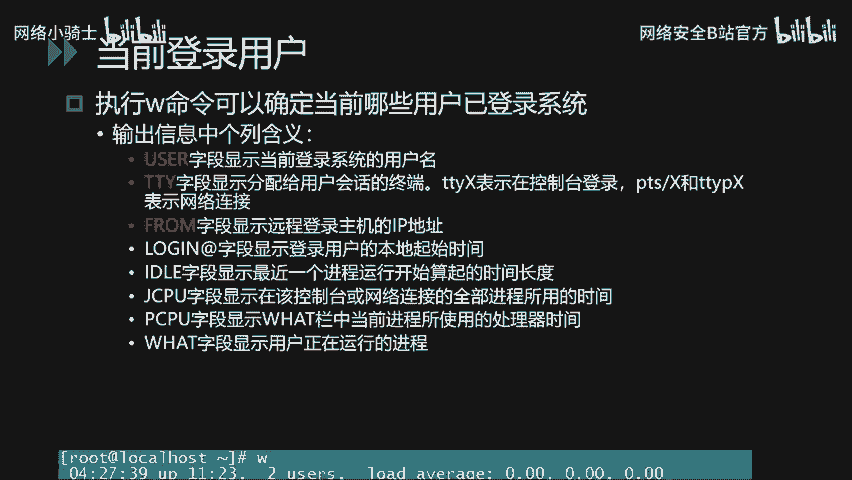 网络小骑士 bilibili
网络安全B站官方 bilibili
当前登录用户
执行w命令可以确定当前哪些用户已登录系统
• 输出信息中个列含义：
• USER字段显示当前登录系统的用户名
• TTY字段显示分配给用户会话的终端。ttyX表示在控制台登录，pts/X和ttypX
表示网络连接
• FROM字段显示远程登录主机的IP地址
• LOGIN@字段显示登录用户的本地起始时间
• IDLE字段显示最近一个进程运行开始算起的时间长度
• JCPU字段显示在该控制台或网络连接的全部进程所用的时间
• PCPU字段显示WHAT栏中当前进程所使用的处理器时间
• WHAT字段显示用户正在运行的进程
[root@localhost ~]# w
04:27:39 up 11:23, 2 users, load average: 0.00, 0.00, 0.00